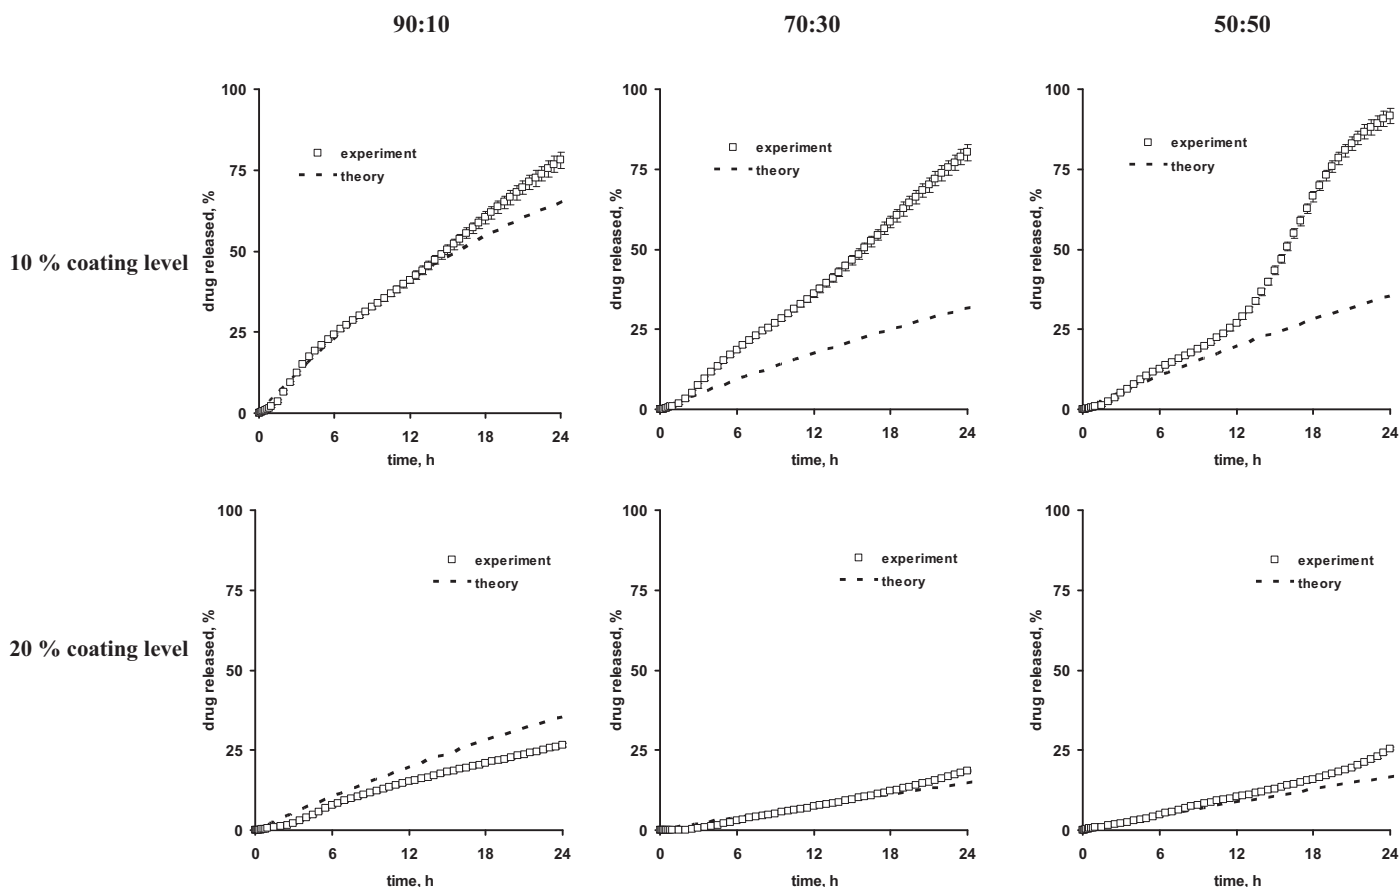 90:10
70:30
50:50
10 % coating level
drug released, %
100
75
50
25
0
experiment
theory
0
6
12
18
24
time, h
drug released, %
100
75
50
25
0
experiment
theory
0
6
12
18
24
time, h
drug released, %
100
75
50
25
0
experiment
theory
0
6
12
18
24
time, h
20 % coating level
drug released, %
100
75
50
25
0
experiment
theory
0
6
12
18
24
time, h
drug released, %
100
75
50
25
0
experiment
theory
0
6
12
18
24
time, h
drug released, %
100
75
50
25
0
experiment
theory
0
6
12
18
24
time, h